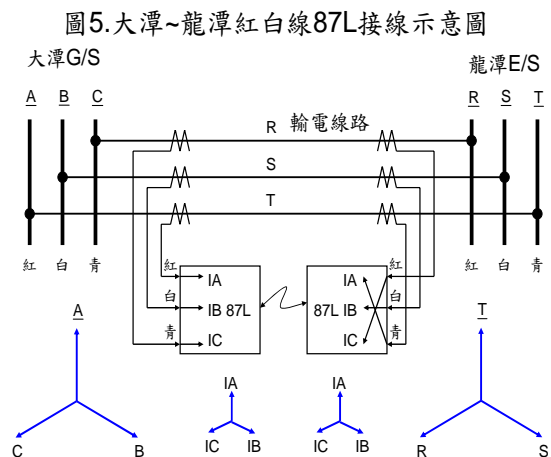 圖5.大潭~龍潭紅白線87L接線示意圖
大潭G/S
龍潭E/S
A B C
R S T
R 輸電線路
S
T
紅 白 青
紅 白 青
紅
白
青
IA
IB 87L
IC
IA
87L IB
IC
紅
白
青
A
C
B
IA
IC IB
IA
IC IB
T
R
S